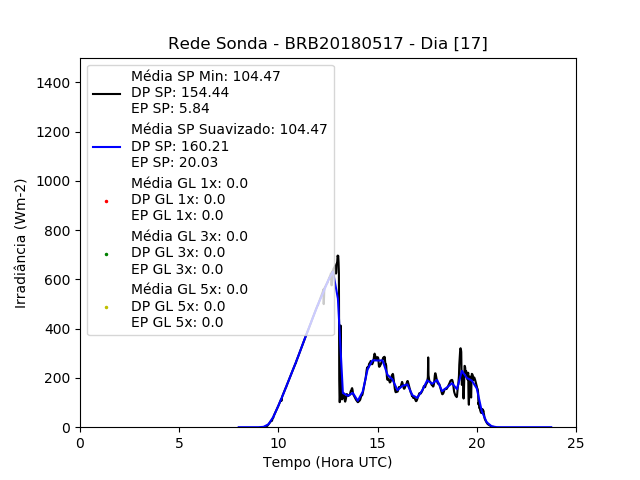 Rede Sonda - BRB20180517 - Dia [17]
Média SP Min: 104.47
DP SP: 154.44
EP SP: 5.84
Média SP Suavizado: 104.47
DP SP: 160.21
EP SP: 20.03
Média GL 1x: 0.0
DP GL 1x: 0.0
EP GL 1x: 0.0
Média GL 3x: 0.0
DP GL 3x: 0.0
EP GL 3x: 0.0
Média GL 5x: 0.0
DP GL 5x: 0.0
EP GL 5x: 0.0
Irradiância (Wm-2)
1400
1200
1000
800
600
400
200
0
0 5 10 15 20 25
Tempo (Hora UTC)